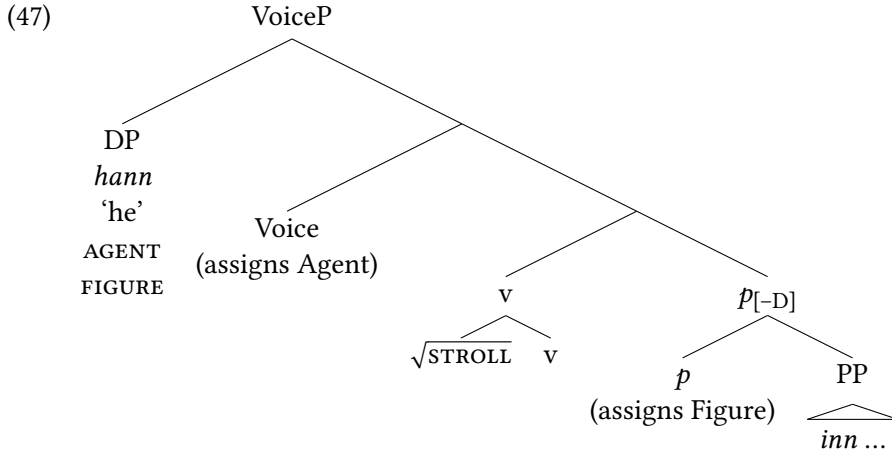 (47) VoiceP
DP
hann
‘he’
AGENT
FIGURE
Voice
(assigns Agent)
v p[–D]
√STROLL v p PP
(assigns Figure)
inn ...